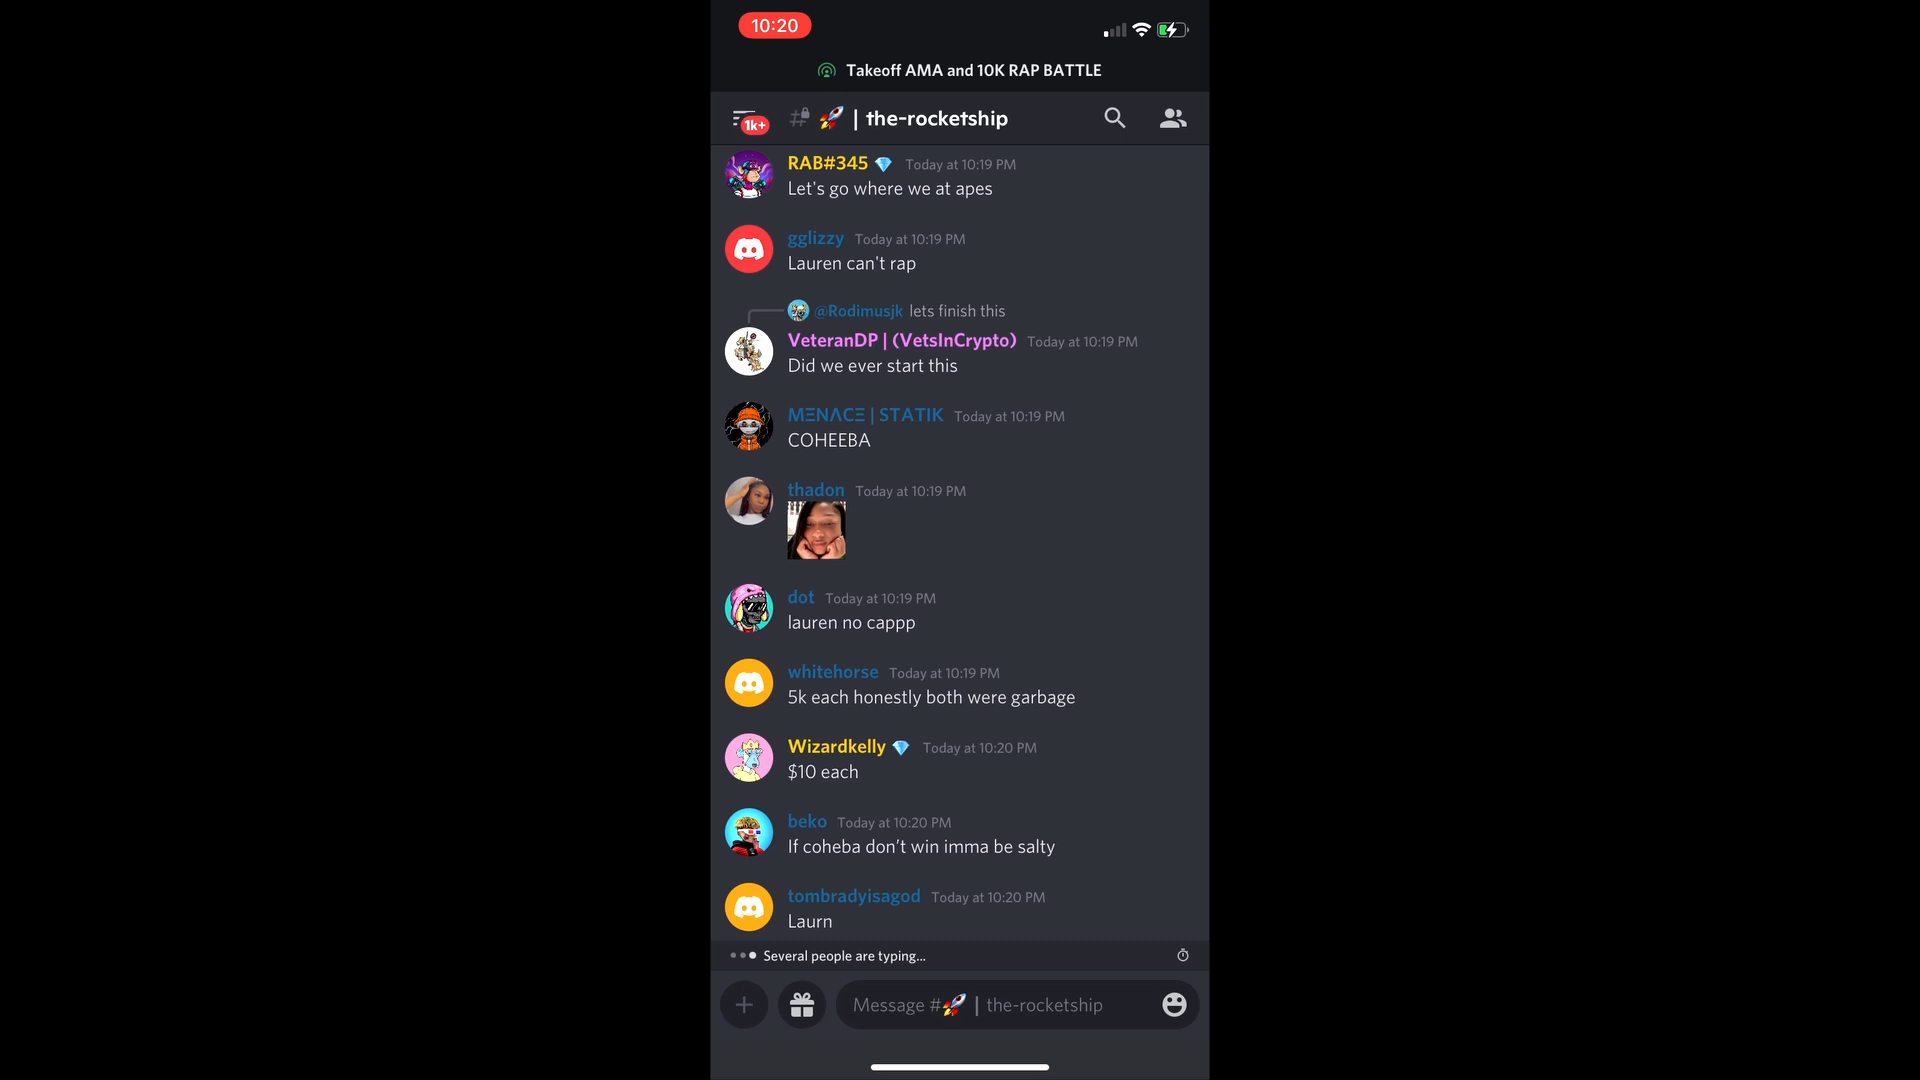 10:20
Takeoff AMA and 10K RAP BATTLE
1k+
# 🚀 | the-rocketship
RAB#345 💎 Today at 10:19 PM
Let's go where we at apes
gglizzy Today at 10:19 PM
Lauren can't rap
@Rodimusjk lets finish this
VeteranDP | (VetsInCrypto) Today at 10:19 PM
Did we ever start this
MΞNΛCΞ | STATIK Today at 10:19 PM
COHEEBA
thadon Today at 10:19 PM
dot Today at 10:19 PM
lauren no cappp
whitehorse Today at 10:19 PM
5k each honestly both were garbage
Wizardkelly 💎 Today at 10:20 PM
$10 each
beko Today at 10:20 PM
If coheba don’t win imma be salty
tombradyisagod Today at 10:20 PM
Laurn
Several people are typing...
Message #🚀 | the-rocketship